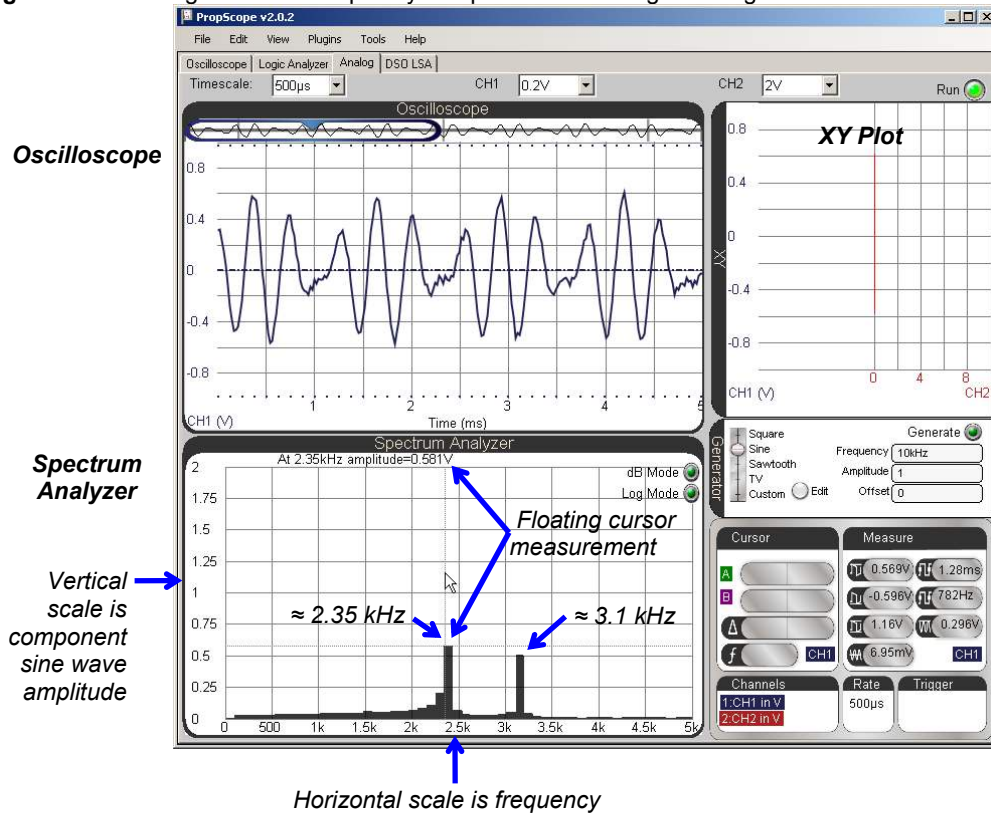 PropScope v2.0.2
File Edit View Plugins Tools Help
Oscilloscope Logic Analyzer Analog DSO LSA
Timescale: 500µs CH1 0.2V CH2 2V Run
Oscilloscope
Oscilloscope
0.8
0.4
0
-0.4
-0.8
1 2 3 4 5
CH1 (V) Time (ms)
XY Plot
XY
0.8
0.4
0
-0.4
-0.8
0 4 8
CH1 (V) CH2
Spectrum
Analyzer
Spectrum Analyzer
At 2.35kHz amplitude=0.581V
dB Mode
Log Mode
2
1.75
1.5
1.25
1
0.75
0.5
0.25
0
0 500 1k 1.5k 2k 2.5k 3k 3.5k 4k 4.5k 5k
Floating cursor
measurement
≈ 2.35 kHz
≈ 3.1 kHz
Vertical
scale is
component
sine wave
amplitude
Horizontal scale is frequency
Generator
Square
Sine
Sawtooth
TV
Custom Edit
Generate
Frequency 10kHz
Amplitude 1
Offset 0
Cursor
A
B
Δ
f CH1
Measure
0.569V 1.28ms
-0.596V 782Hz
1.16V 0.296V
6.95mV CH1
Channels
1:CH1 in V
2:CH2 in V
Rate
500µs
Trigger